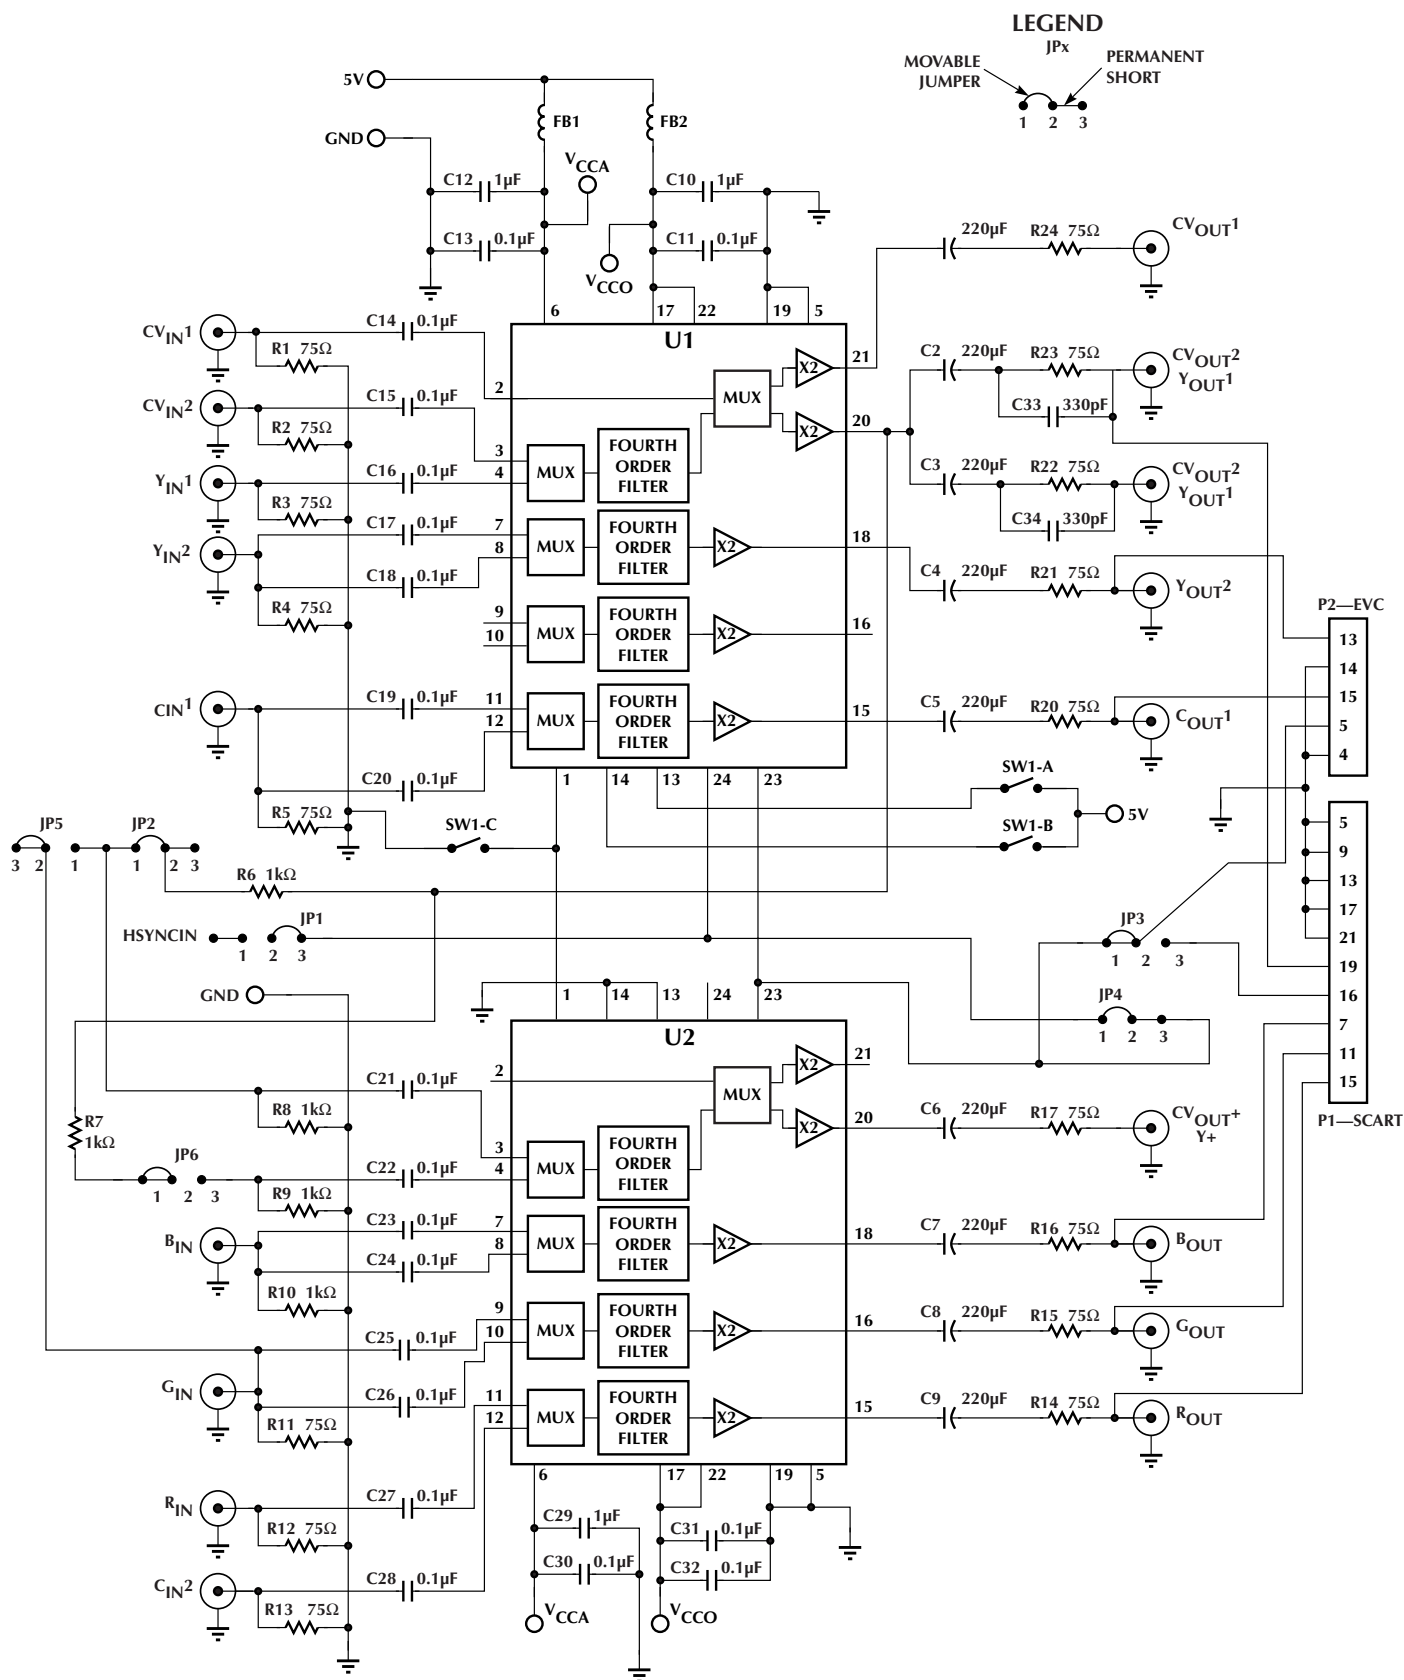 LEGEND
JPx
MOVABLE JUMPER
PERMANENT SHORT
1 2 3
5V
GND
FB1
FB2
VCCA
C12 1µF
C10 1µF
C13 0.1µF
C11 0.1µF
VCCO
6 17 22 19 5
220µF R24 75Ω CVOUT1
CVIN1
C14 0.1µF
R1 75Ω
U1
X2
21
2
MUX
CVIN2
C15 0.1µF
R2 75Ω
C2 220µF R23 75Ω CVOUT2
YOUT1
C33 330pF
X2
20
3
4
MUX
FOURTH ORDER FILTER
YIN1
C16 0.1µF
R3 75Ω
C3 220µF R22 75Ω CVOUT2
YOUT1
C34 330pF
YIN2
C17 0.1µF
C18 0.1µF
R4 75Ω
7
8
MUX
FOURTH ORDER FILTER
X2
18
C4 220µF R21 75Ω YOUT2
9
10
MUX
FOURTH ORDER FILTER
X2
16
CIN1
C19 0.1µF
C20 0.1µF
R5 75Ω
11
12
MUX
FOURTH ORDER FILTER
X2
15
C5 220µF R20 75Ω COUT1
P2—EVC
13
14
15
5
4
1 14 13 24 23
SW1-A
SW1-B
SW1-C
5V
JP5
3 2 1
JP2
1 2 3
R6 1kΩ
HSYNCIN
JP1
1 2 3
GND
JP3
1 2 3
JP4
1 2 3
5
9
13
17
21
19
16
7
11
15
P1—SCART
1 14 13 24 23
U2
2
MUX
X2
21
X2
20
C6 220µF R17 75Ω CVOUT+
Y+
C21 0.1µF
R8 1kΩ
R7
1kΩ
JP6
1 2 3
C22 0.1µF
R9 1kΩ
3
4
MUX
FOURTH ORDER FILTER
BIN
C23 0.1µF
C24 0.1µF
R10 1kΩ
7
8
MUX
FOURTH ORDER FILTER
X2
18
C7 220µF R16 75Ω BOUT
9
10
MUX
FOURTH ORDER FILTER
X2
16
C8 220µF R15 75Ω GOUT
C25 0.1µF
GIN
C26 0.1µF
R11 75Ω
11
12
MUX
FOURTH ORDER FILTER
X2
15
C9 220µF R14 75Ω ROUT
6 17 22 19 5
RIN
C27 0.1µF
R12 75Ω
C29 1µF
C31 0.1µF
C30 0.1µF
C32 0.1µF
CIN2
C28 0.1µF
R13 75Ω
VCCA
VCCO